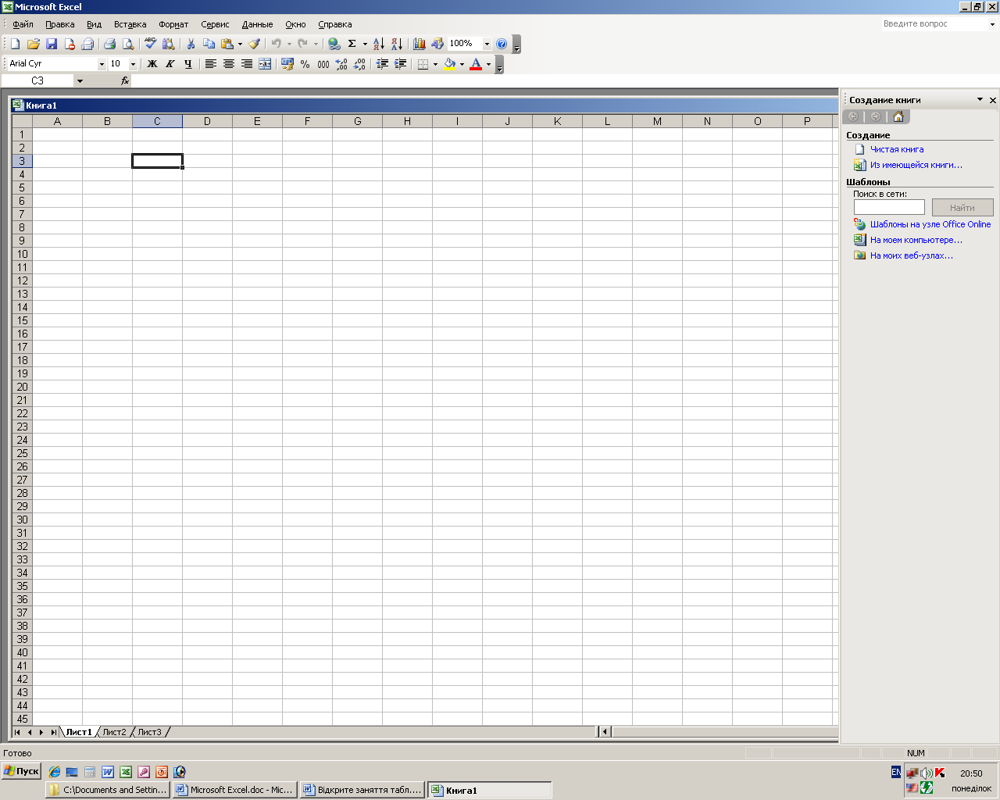 Microsoft Excel
Файл Правка Вид Вставка Формат Сервис Данные Окно Справка Введите вопрос
100%
Arial Cyr 10 Ж К Ч % 000
C3 fx
Книга1
A B C D E F G H I J K L M N O P
1
2
3
4
5
6
7
8
9
10
11
12
13
14
15
16
17
18
19
20
21
22
23
24
25
26
27
28
29
30
31
32
33
34
35
36
37
38
39
40
41
42
43
44
45
Лист1 Лист2 Лист3
Создание книги
Создание
Чистая книга
Из имеющейся книги...
Шаблоны
Поиск в сети:
Найти
Шаблоны на узле Office Online
На моем компьютере...
На моих веб-узлах...
Готово NUM
Пуск EN 20:50
C:\Documents and Settin... Microsoft Excel.doc - Mic... Відкрите заняття табл.... Книга1 понеділок